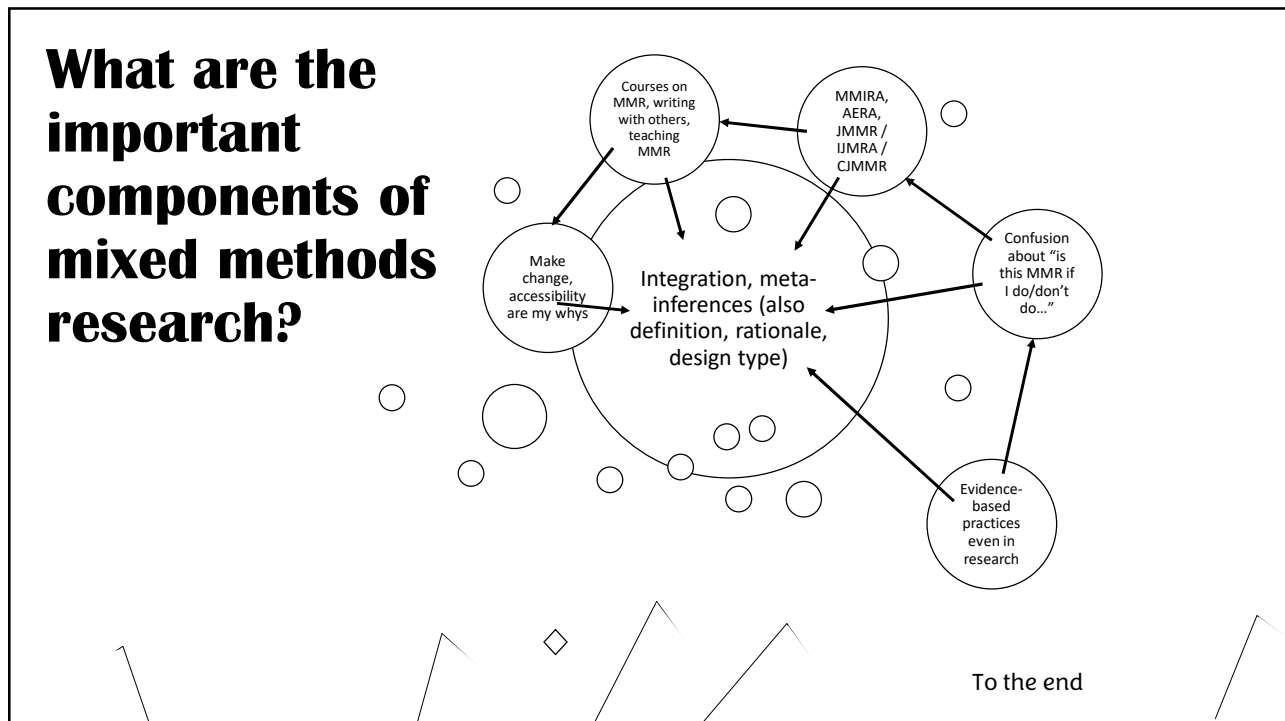 What are the
important
components of
mixed methods
research?
Courses on
MMR, writing
with others,
teaching
MMR
MMIRA,
AERA,
JMMR /
IJMRA /
CJMMR
Make
change,
accessibility
are my whys
Integration, meta-
inferences (also
definition, rationale,
design type)
Confusion
about “is
this MMR if
I do/don’t
do…”
Evidence-
based
practices
even in
research
To the end